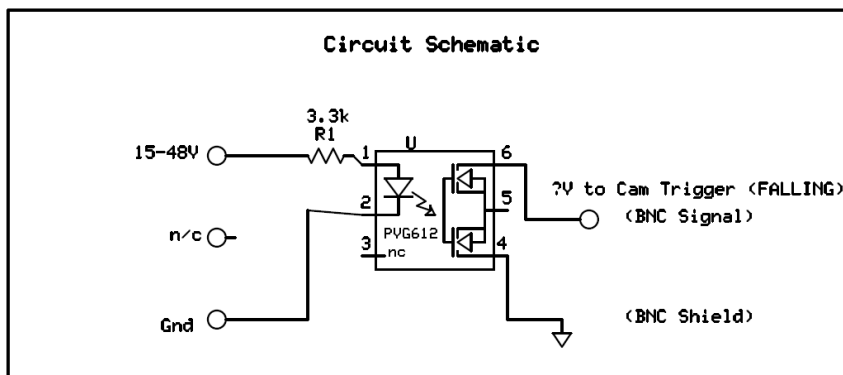 Circuit Schematic
3.3k
R1
15-48V
1
U
6
?V to Cam Trigger (FALLING)
(BNC Signal)
2
5
n/c
3
PVG612
nc
4
Gnd
(BNC Shield)